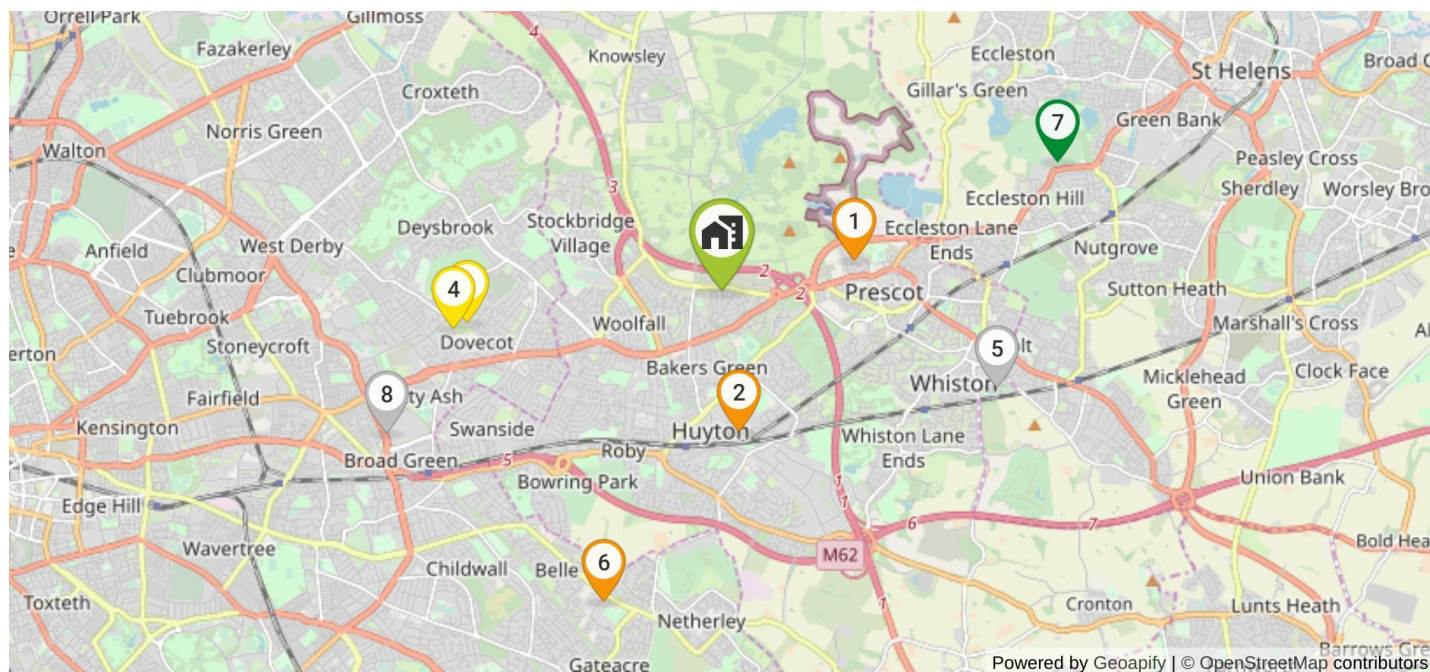 Orrell Park
Gillmoss
4
Fazakerley
Knowsley
Eccleston
St Helens
Broad
Croxteth
Gillar's Green
7
Green Bank
Norris Green
Walton
Peasley Cross
3
Sherdley
Worsley Bro
Eccleston Hill
Stockbridge
Village
Deysbrook
1
Eccleston Lane
Ends
Anfield
West Derby
Nutgrove
Clubmoor
2
2
Prescot
Sutton Heath
4
Tuebrook
Woolfall
Marshall's Cross
erton
Stoneycroft
Dovecot
5
lt
Bakers Green
Clock Face
Whiston
Micklehead
Green
Fairfield
8
ty Ash
2
Kensington
Swanside
Huyton
Whiston Lane
Ends
Broad Green
5
Roby
Bowring Park
1
Union Bank
Edge Hill
1
6
7
Wavertree
M62
Bold Hea
Childwall
Belle
6
Toxteth
1
Cronton
Lunts Heath
Netherley
Gateacre
Barrows Gre
Powered by Geoapify | © OpenStreetMap contributors